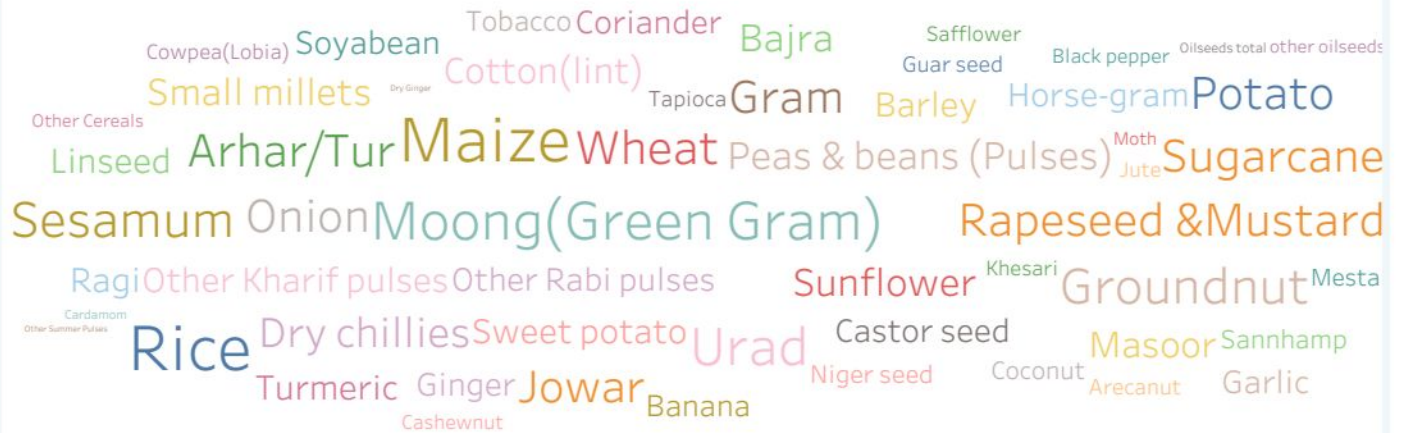 Tobacco Coriander Bajra Safflower
Cowpea(Lobia) Soyabean Black pepper Oilseeds total other oilseeds
Cotton(lint) Guar seed
Small millets Dry Ginger Tapioca Gram Barley Horse-gram Potato
Other Cereals
Linseed Arhar/Tur Maize Wheat Peas & beans (Pulses) Moth Sugarcane
Jute
Sesamum Onion Moong(Green Gram) Rapeseed &Mustard
Ragi Other Kharif pulses Other Rabi pulses Sunflower Khesari Groundnut Mesta
Cardamom
Other Summer Pulses
Rice Dry chillies Sweet potato Urad Castor seed Masoor Sannhamp
Turmeric Ginger Jowar Niger seed Coconut Arecanut Garlic
Banana
Cashewnut